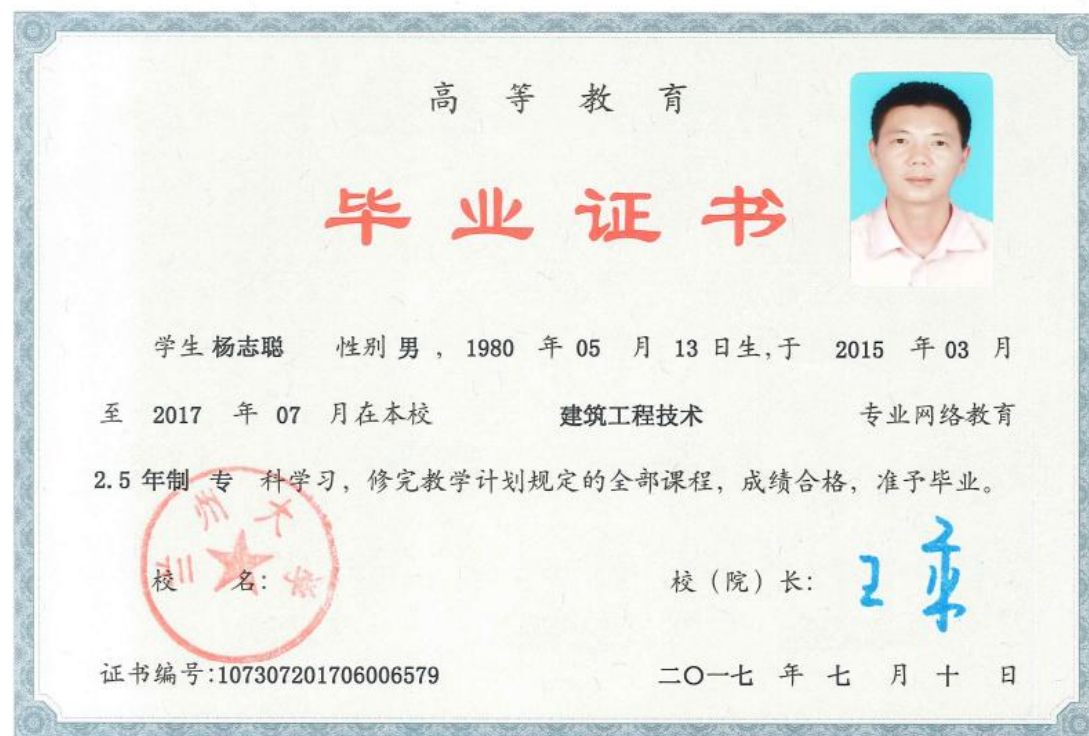 高等教育
毕业证书
学生 杨志聪 性别 男 ， 1980 年 05 月 13 日生，于 2015 年 03 月
至 2017 年 07 月在本校 建筑工程技术 专业网络教育
2.5 年制 专 科学习，修完教学计划规定的全部课程，成绩合格，准予毕业。
兰州大学
校 名： 校（院）长：
证书编号:107307201706006579 二〇一七 年 七 月 十 日